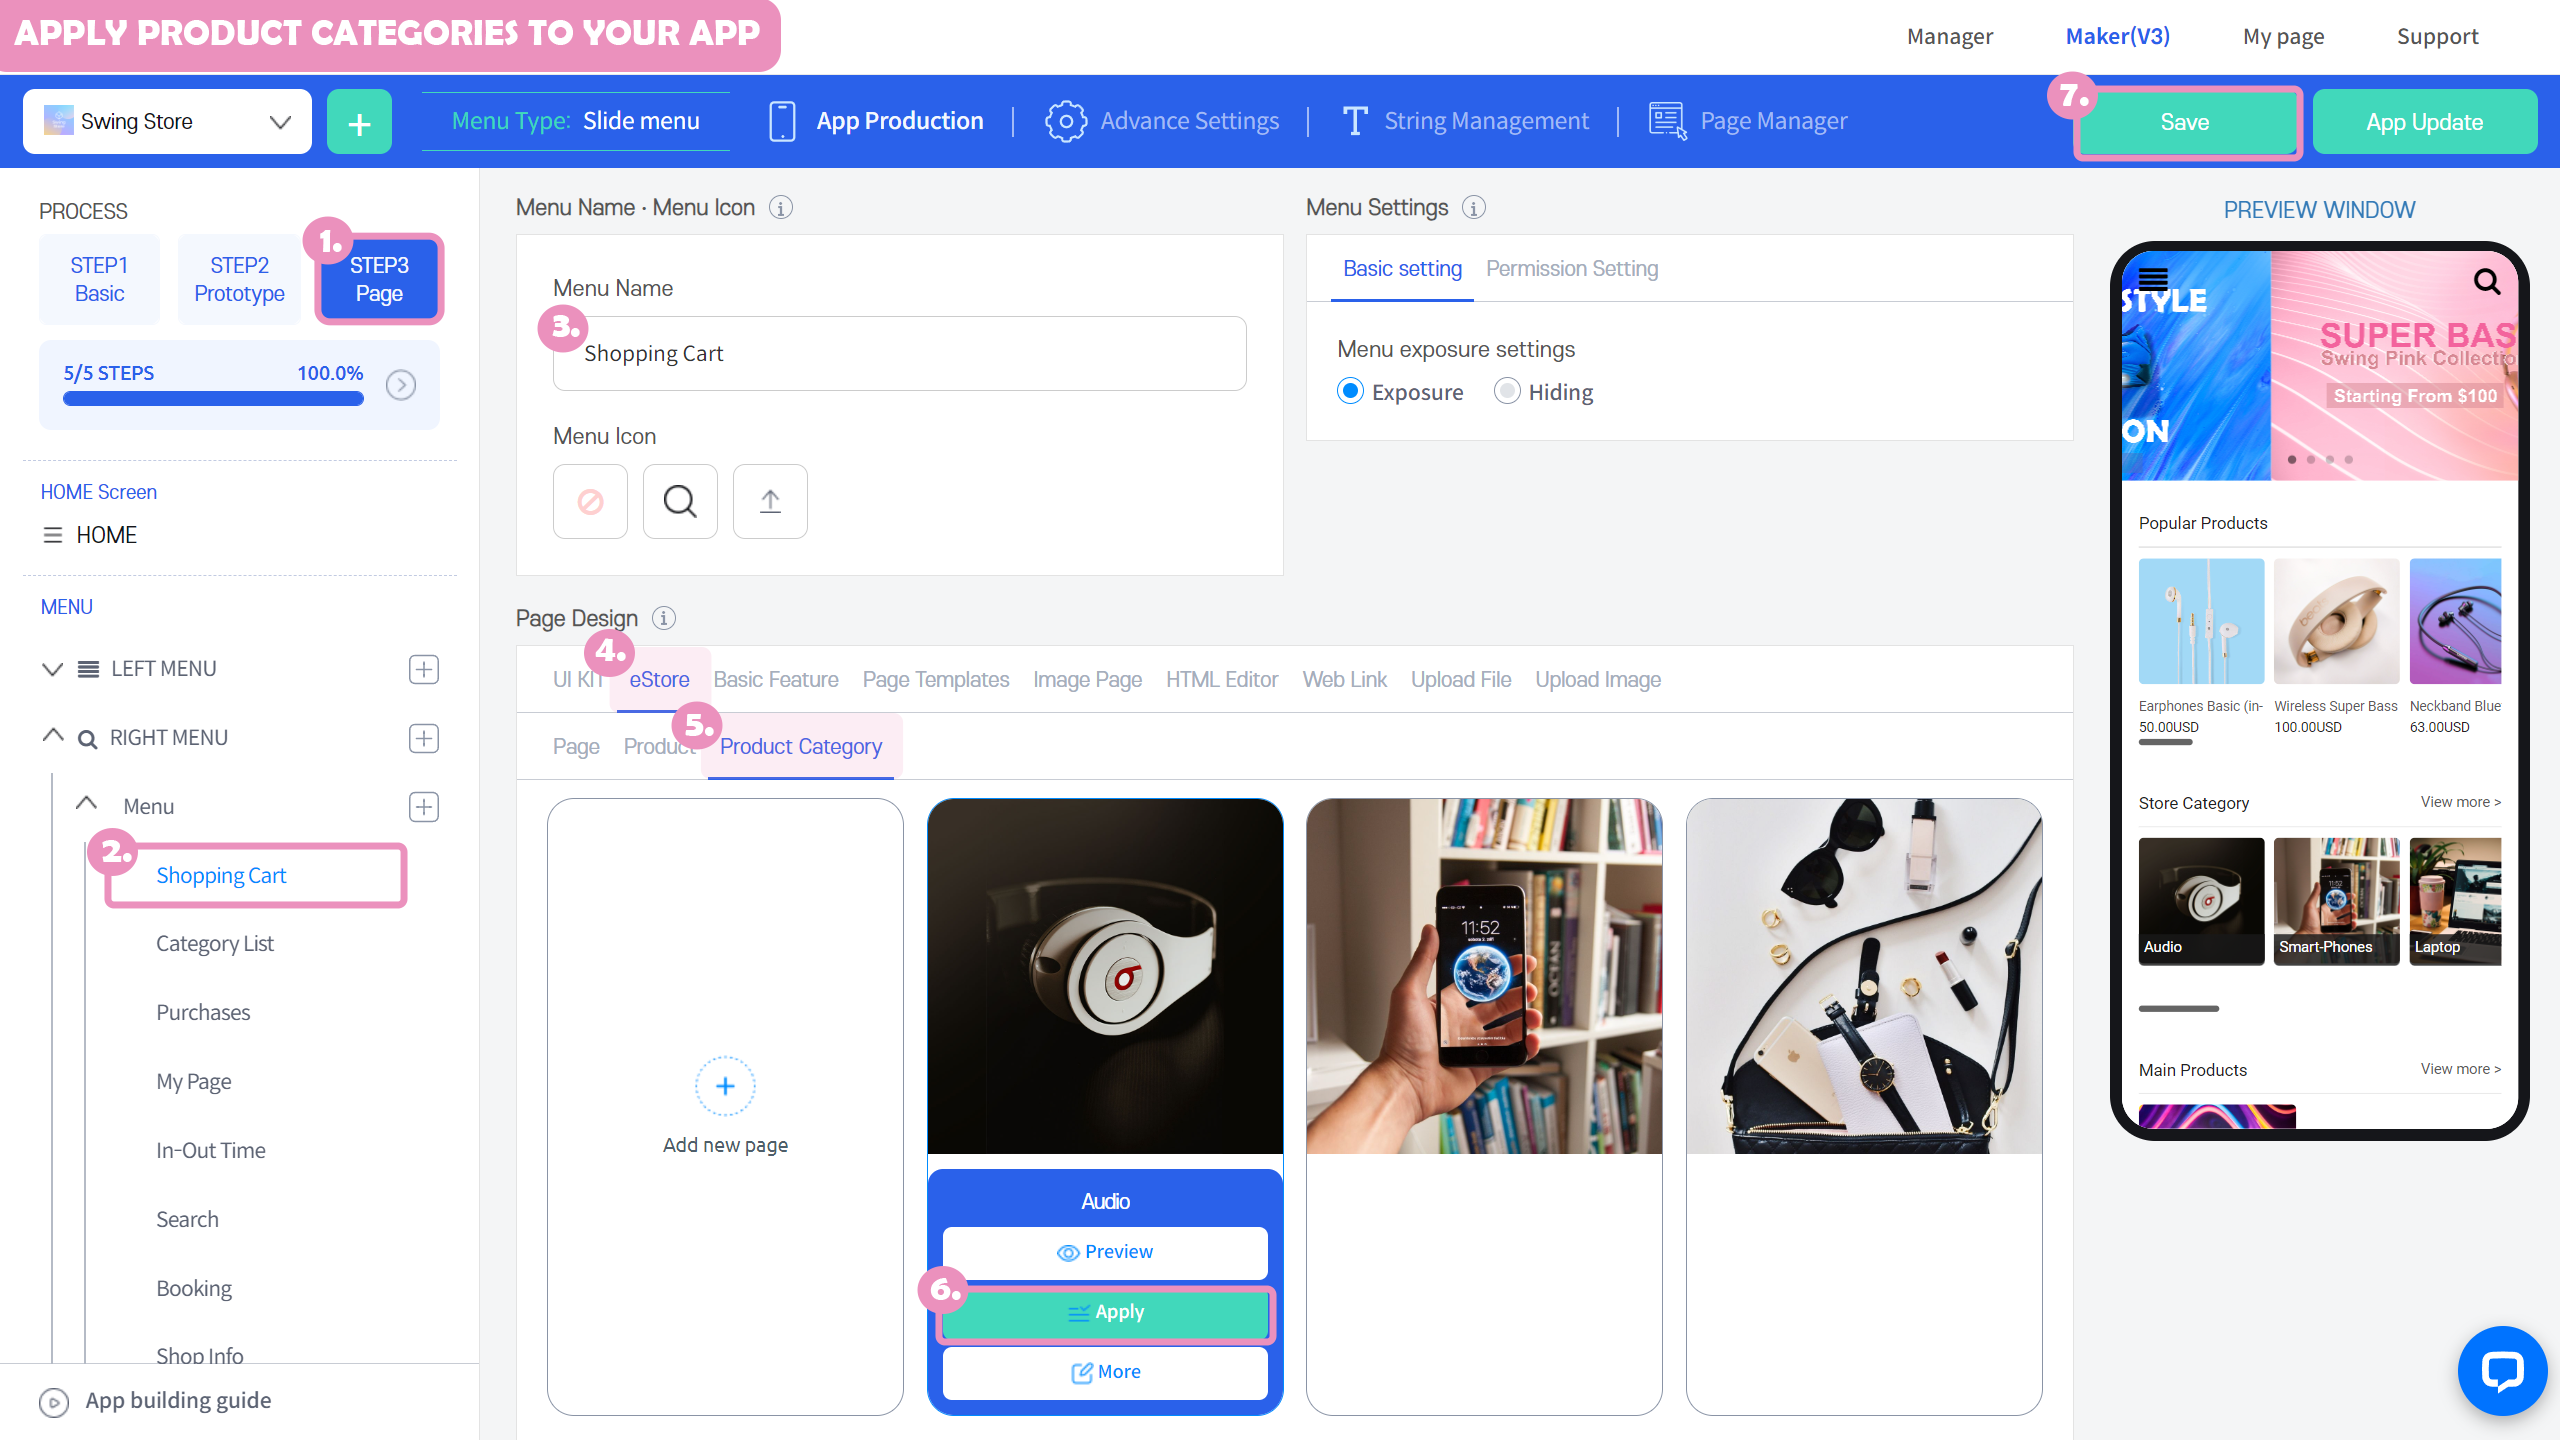 APPLY PRODUCT CATEGORIES TO YOUR APP
Manager
Maker(V3)
My page
Support
Swing Store
+
Menu Type: Slide menu
App Production
Advance Settings
String Management
Page Manager
7.
Save
App Update
PROCESS
STEP1
Basic
STEP2
Prototype
1.
STEP3
Page
5/5 STEPS
100.0%
HOME Screen
HOME
MENU
LEFT MENU
RIGHT MENU
Menu
2.
Shopping Cart
Category List
Purchases
My Page
In-Out Time
Search
Booking
Shop Info
App building guide
Menu Name · Menu Icon
Menu Name
3.
Shopping Cart
Menu Icon
Menu Settings
Basic setting
Permission Setting
Menu exposure settings
Exposure
Hiding
Page Design
4.
UI KIT
eStore
Basic Feature
Page Templates
Image Page
HTML Editor
Web Link
Upload File
Upload Image
5.
Page
Product
Product Category
Add new page
11:52
OCTAN
Audio
Preview
6.
Apply
More
PREVIEW WINDOW
STYLE
ON
SUPER BAS
Swing Pink Collectio
Starting From $100
Popular Products
Earphones Basic (in-
50.00USD
Wireless Super Bass
100.00USD
Neckband Blue
63.00USD
Store Category
View more >
Audio
Smart-Phones
Laptop
Main Products
View more >